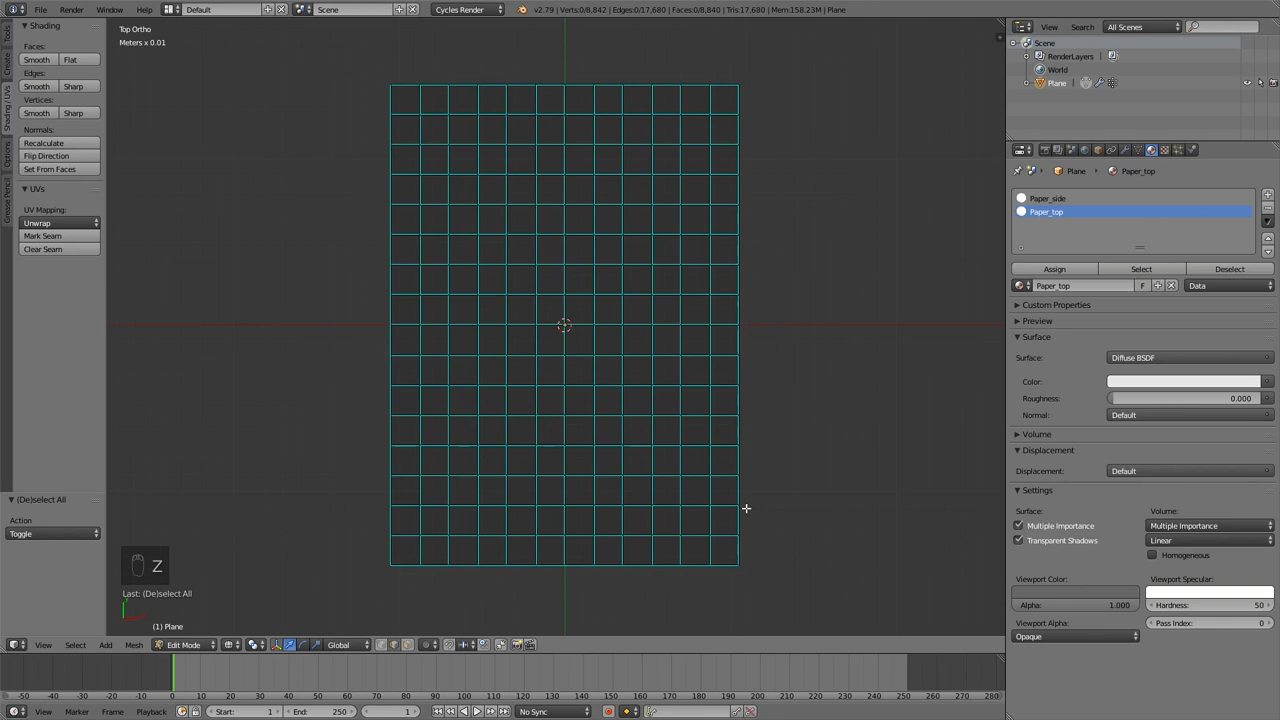 File Render Window Help Default Scene Cycles Render v2.79 | Verts:0/8,842 | Edges:0/17,680 | Faces:0/8,840 | Tris:17,680 | Mem:158.23M | Plane
Tools
Create
Shading / UVs
Options
Grease Pencil
Shading
Faces:
Smooth Flat
Edges:
Smooth Sharp
Vertices:
Smooth Sharp
Normals:
Recalculate
Flip Direction
Set From Faces
UVs
UV Mapping:
Unwrap
Mark Seam
Clear Seam
(De)select All
Action
Toggle
Top Ortho
Meters x 0.01
Z
Last: (De)select All
(1) Plane
View Select Add Mesh Edit Mode Global
-50 -40 -30 -20 -10 0 10 20 30 40 50 60 70 80 90 100 110 120 130 140 150 160 170 180 190 200 210 220 230 240 250 260 270 280
View Marker Frame Playback Start: 1 End: 250 1 No Sync
View Search All Scenes
Scene
RenderLayers
World
Plane
Plane Paper_top
Paper_side
Paper_top
Assign Select Deselect
Paper_top F Data
Custom Properties
Preview
Surface
Surface: Diffuse BSDF
Color:
Roughness: 0.000
Normal: Default
Volume
Displacement
Displacement: Default
Settings
Surface: Volume:
Multiple Importance Multiple Importance
Transparent Shadows Linear
Homogeneous
Viewport Color: Viewport Specular:
Alpha: 1.000 Hardness: 50
Viewport Alpha: Pass Index: 0
Opaque